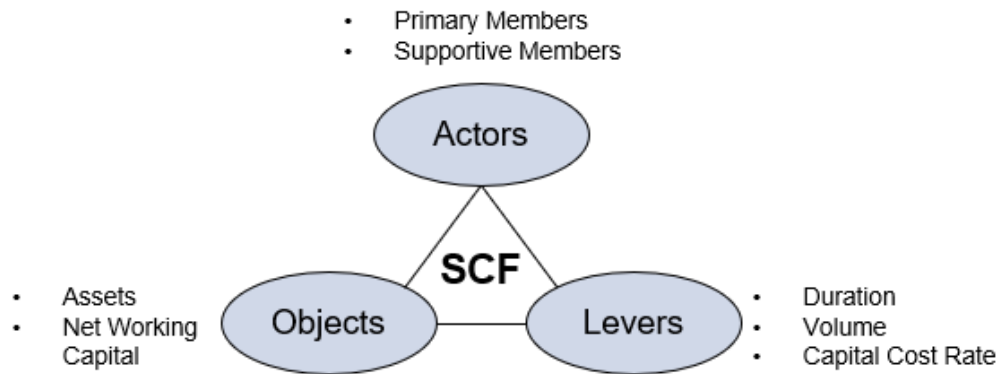 • Primary Members
• Supportive Members
Actors
SCF
• Assets
• Net Working
Capital
Objects
Levers
• Duration
• Volume
• Capital Cost Rate